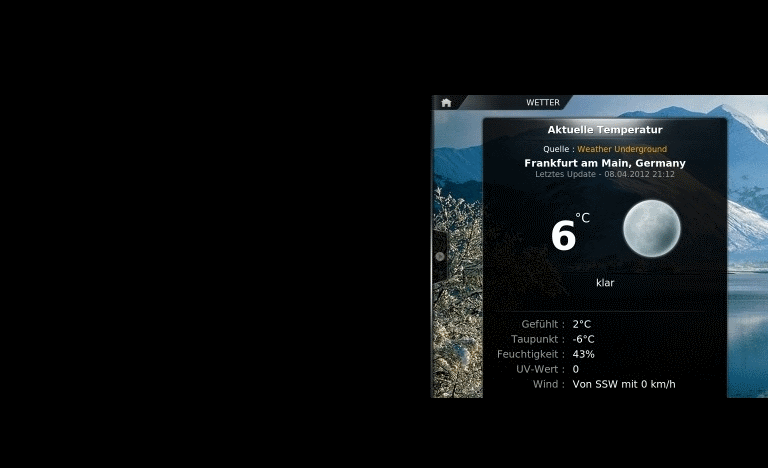 WETTER
Aktuelle Temperatur
Quelle : Weather Underground
Frankfurt am Main, Germany
Letztes Update - 08.04.2012 21:12
6 °C
klar
Gefühlt : 2°C
Taupunkt : -6°C
Feuchtigkeit : 43%
UV-Wert : 0
Wind : Von SSW mit 0 km/h